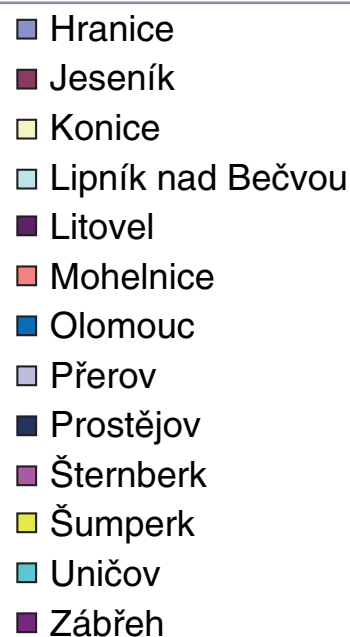 Hranice
Jeseník
Konice
Lipník nad Bečvou
Litovel
Mohelnice
Olomouc
Přerov
Prostějov
Šternberk
Šumperk
Uničov
Zábřeh